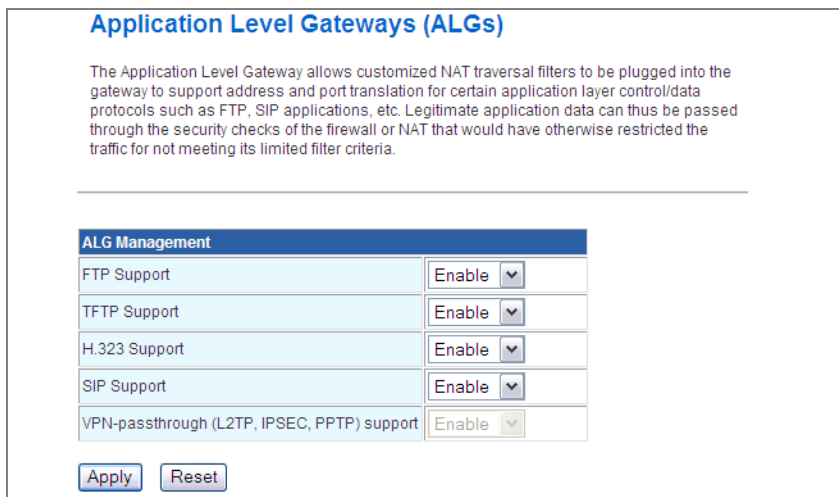 Application Level Gateways (ALGs)
The Application Level Gateway allows customized NAT traversal filters to be plugged into the
gateway to support address and port translation for certain application layer control/data
protocols such as FTP, SIP applications, etc. Legitimate application data can thus be passed
through the security checks of the firewall or NAT that would have otherwise restricted the
traffic for not meeting its limited filter criteria.
ALG Management
FTP Support Enable
TFTP Support Enable
H.323 Support Enable
SIP Support Enable
VPN-passthrough (L2TP, IPSEC, PPTP) support Enable
Apply Reset